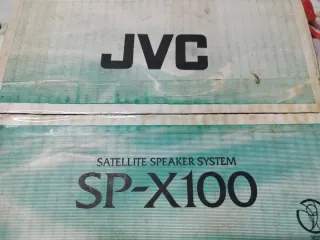 JVC
SATELLITE SPEAKER SYSTEM
SP-X100